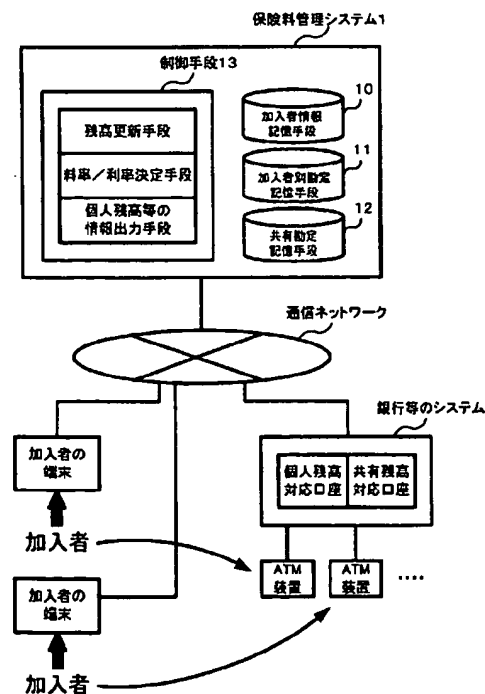 保険料管理システム1
制御手段13
残高更新手段
料率／利率決定手段
個人残高等の
情報出力手段
10
加入者情報
記憶手段
11
加入者別勘定
記憶手段
12
共有勘定
記憶手段
通信ネットワーク
銀行等のシステム
個人残高
対応口座
共有残高
対応口座
加入者の
端末
加入者
ATM
装置
ATM
装置
‥‥
加入者の
端末
加入者